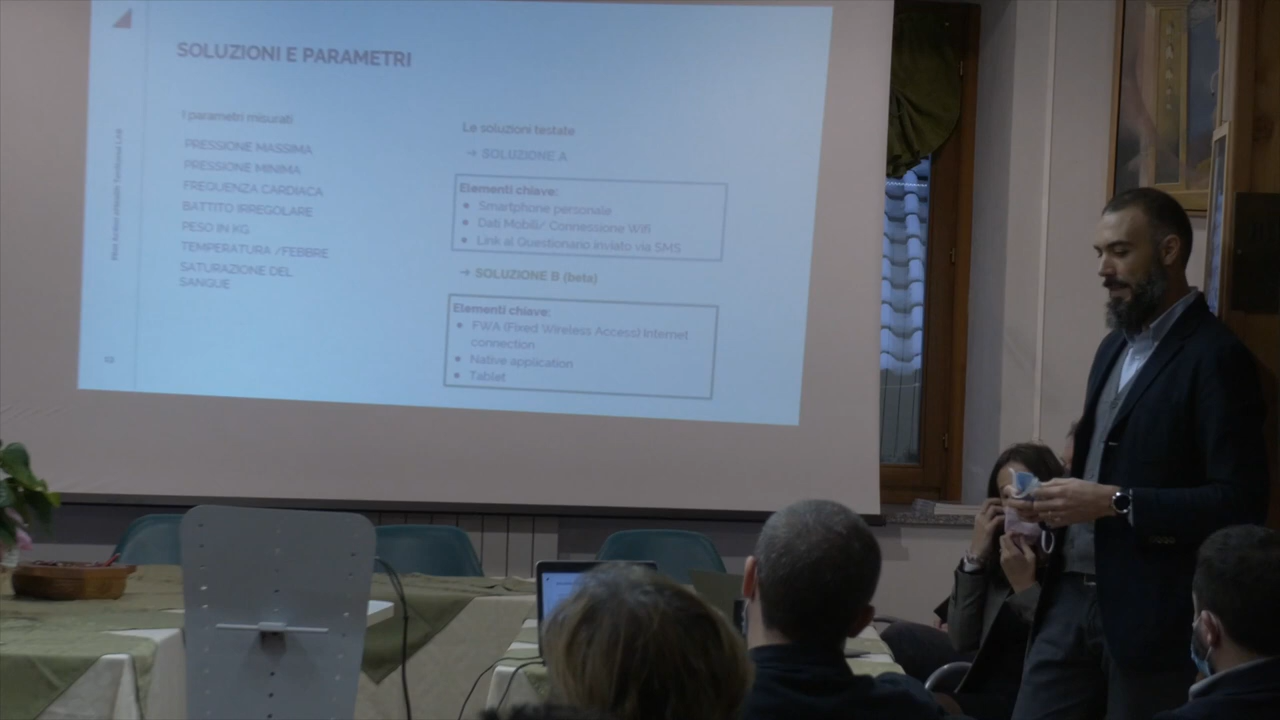 SOLUZIONI E PARAMETRI
I parametri misurati
PRESSIONE MASSIMA
PRESSIONE MINIMA
FREQUENZA CARDIACA
BATTITO IRREGOLARE
PESO IN KG
TEMPERATURA /FEBBRE
SATURAZIONE DEL
SANGUE
Le soluzioni testate
→ SOLUZIONE A
Elementi chiave:
• Smartphone personale
• Dati Mobili/ Connessione Wifi
• Link al Questionario inviato via SMS
→ SOLUZIONE B (beta)
Elementi chiave:
• FWA (Fixed Wireless Access) Internet
connection
• Native application
• Tablet